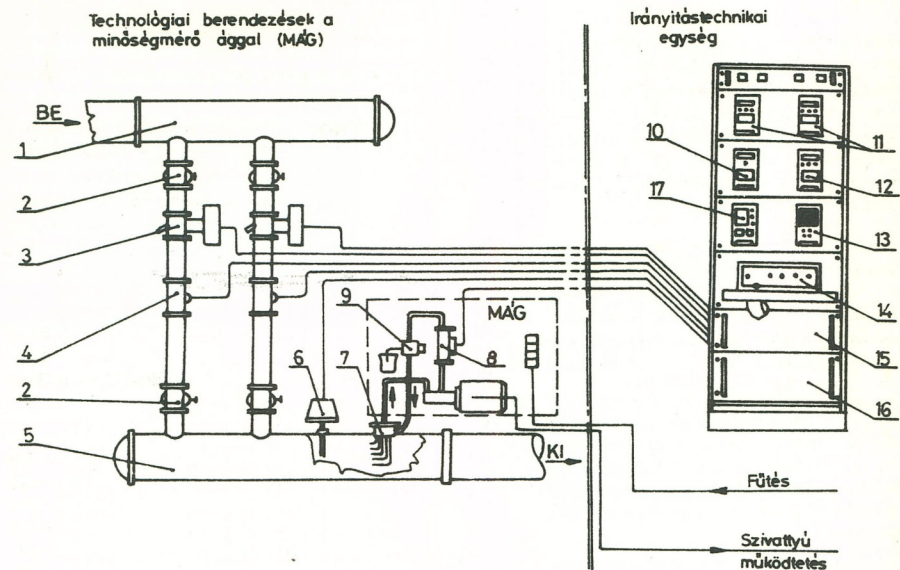 Technológiai berendezések a
minőségmérő ággal (MÁG)
Irányitástechnikai
egység
BE
1
2
3
4
2
5
6
7
9
8
MÁG
KI
10
17
11
12
13
14
15
16
Fűtés
Szivattyú
működtetés